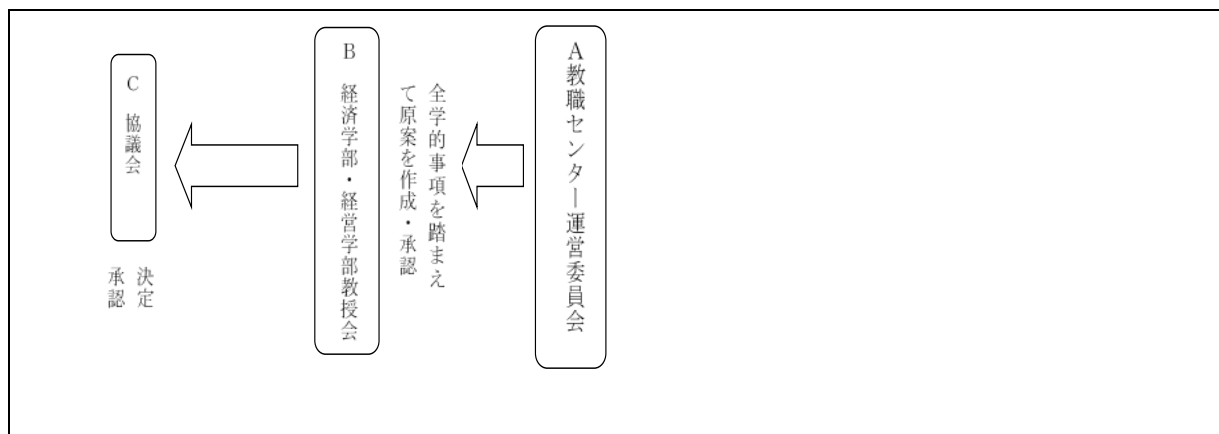 A教職センター運営委員会
全学的事項を踏まえ
て原案を作成・承認
B 経済学部・経営学部教授会
C 協議会
決定
承認